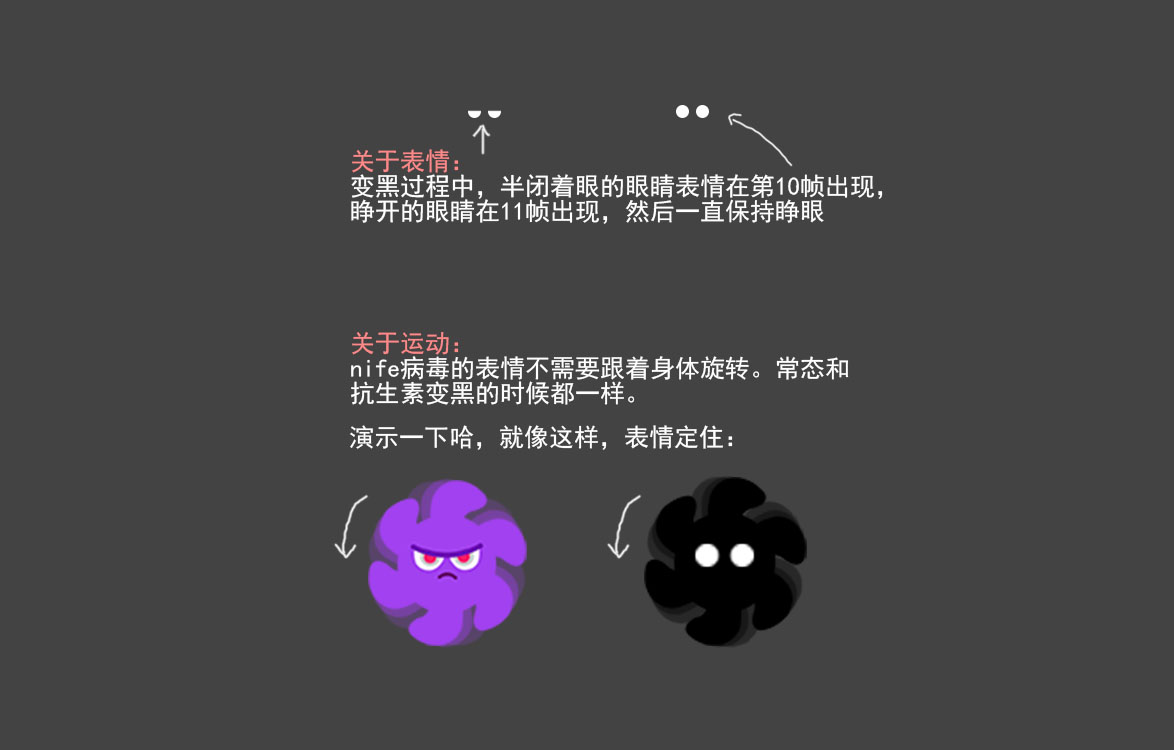 关于表情：
变黑过程中，半闭着眼的眼睛表情在第10帧出现，
睁开的眼睛在11帧出现，然后一直保持睁眼
关于运动：
nife病毒的表情不需要跟着身体旋转。常态和
抗生素变黑的时候都一样。
演示一下哈，就像这样，表情定住：